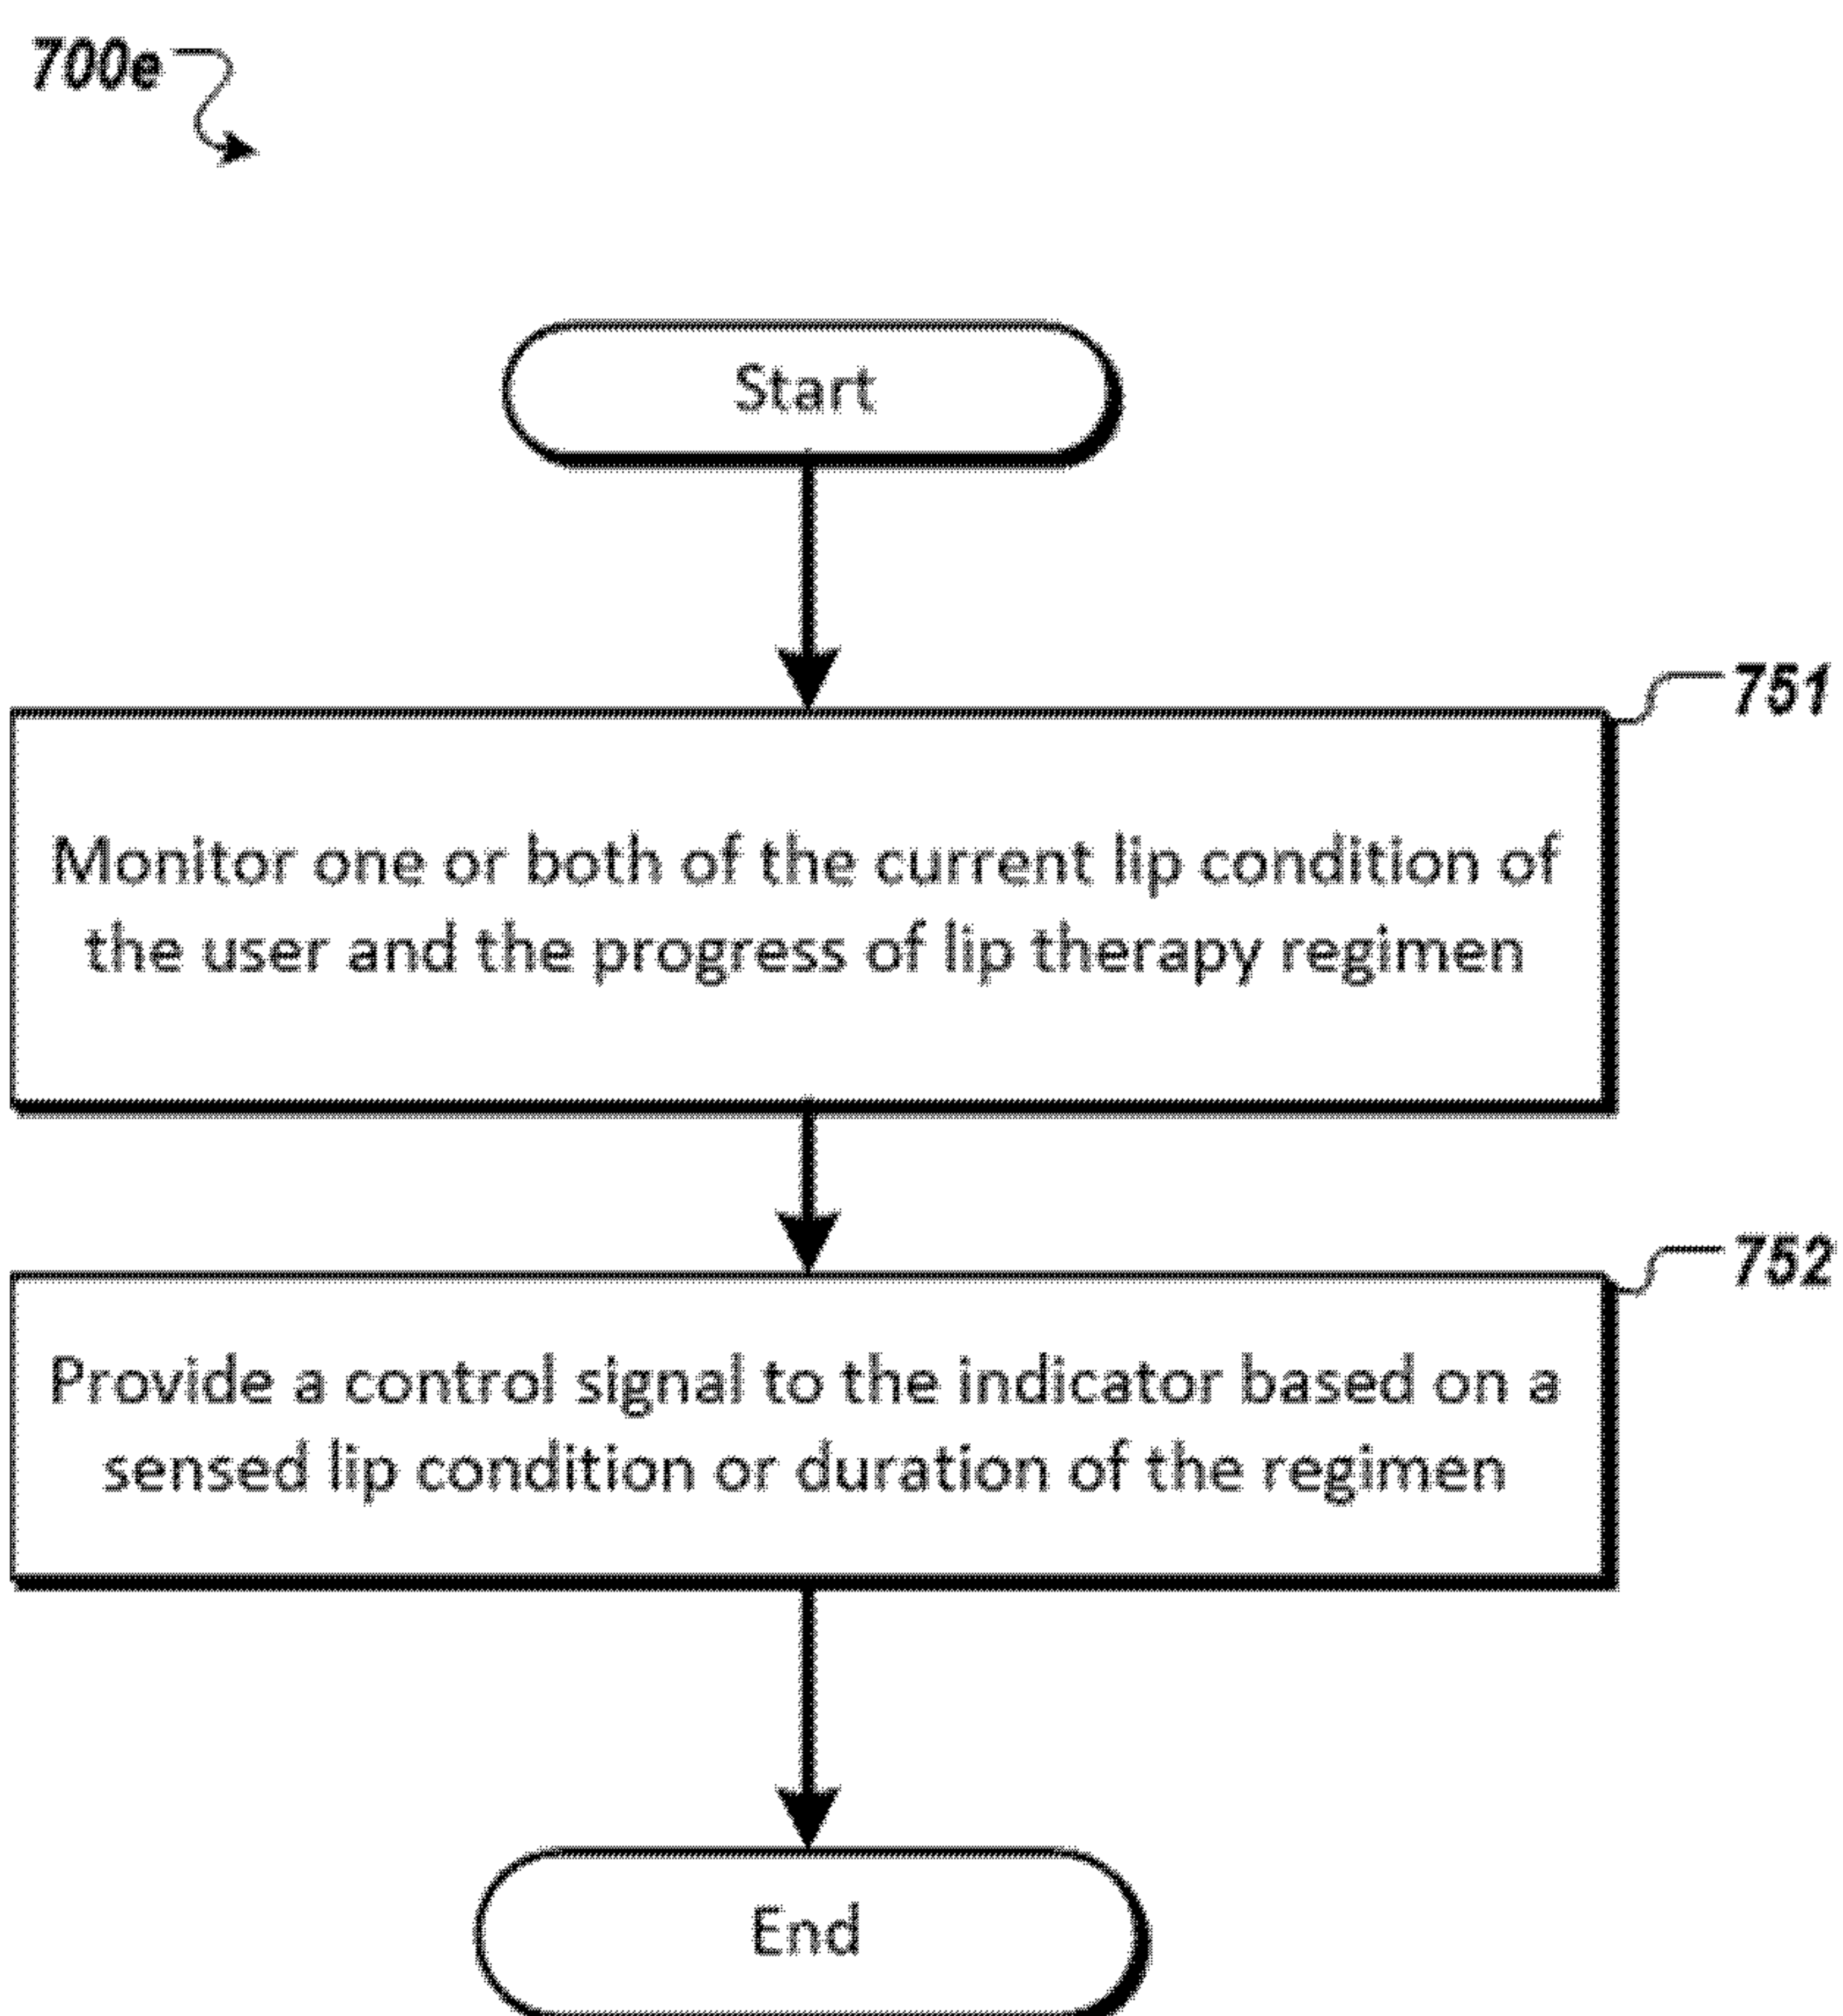 700e
Start
751
Monitor one or both of the current lip condition of
the user and the progress of lip therapy regimen
752
Provide a control signal to the indicator based on a
sensed lip condition or duration of the regimen
End